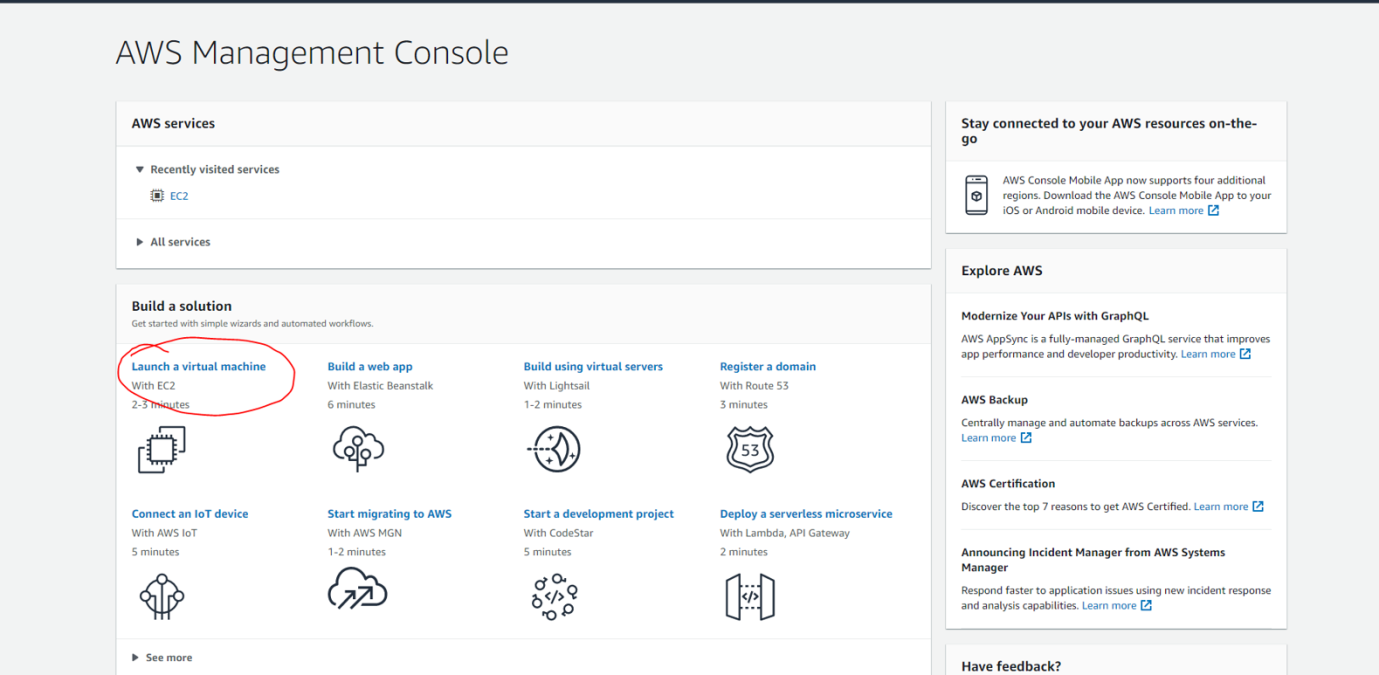 AWS Management Console
AWS services
Recently visited services
EC2
All services
Build a solution
Get started with simple wizards and automated workflows.
Launch a virtual machine
With EC2
2-3 minutes
Build a web app
With Elastic Beanstalk
6 minutes
Build using virtual servers
With Lightsail
1-2 minutes
Register a domain
With Route 53
3 minutes
53
Connect an IoT device
With AWS IoT
5 minutes
Start migrating to AWS
With AWS MGN
1-2 minutes
Start a development project
With CodeStar
5 minutes
</>
Deploy a serverless microservice
With Lambda, API Gateway
2 minutes
</>
See more
Stay connected to your AWS resources on-the-
go
AWS Console Mobile App now supports four additional
regions. Download the AWS Console Mobile App to your
iOS or Android mobile device. Learn more
Explore AWS
Modernize Your APIs with GraphQL
AWS AppSync is a fully-managed GraphQL service that improves
app performance and developer productivity. Learn more
AWS Backup
Centrally manage and automate backups across AWS services.
Learn more
AWS Certification
Discover the top 7 reasons to get AWS Certified. Learn more
Announcing Incident Manager from AWS Systems
Manager
Respond faster to application issues using new incident response
and analysis capabilities. Learn more
Have feedback?